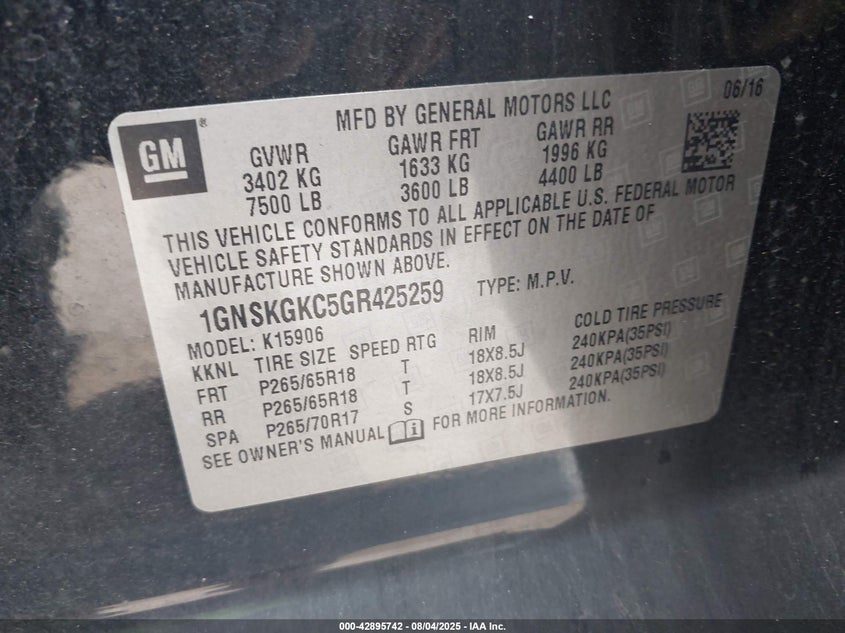 MFD BY GENERAL MOTORS LLC 06/16
GM®
GVWR GAWR FRT GAWR RR
3402 KG 1633 KG 1996 KG
7500 LB 3600 LB 4400 LB
THIS VEHICLE CONFORMS TO ALL APPLICABLE U.S. FEDERAL MOTOR
VEHICLE SAFETY STANDARDS IN EFFECT ON THE DATE OF
MANUFACTURE SHOWN ABOVE.
1GNSKGKC5GR425259 TYPE: M.P.V.
MODEL: K15906
KKNL TIRE SIZE SPEED RTG RIM COLD TIRE PRESSURE
FRT P265/65R18 T 18X8.5J 240KPA(35PSI)
RR P265/65R18 T 18X8.5J 240KPA(35PSI)
SPA P265/70R17 S 17X7.5J 240KPA(35PSI)
SEE OWNER'S MANUAL i FOR MORE INFORMATION.
000-42895742 - 08/04/2025 - IAA Inc.